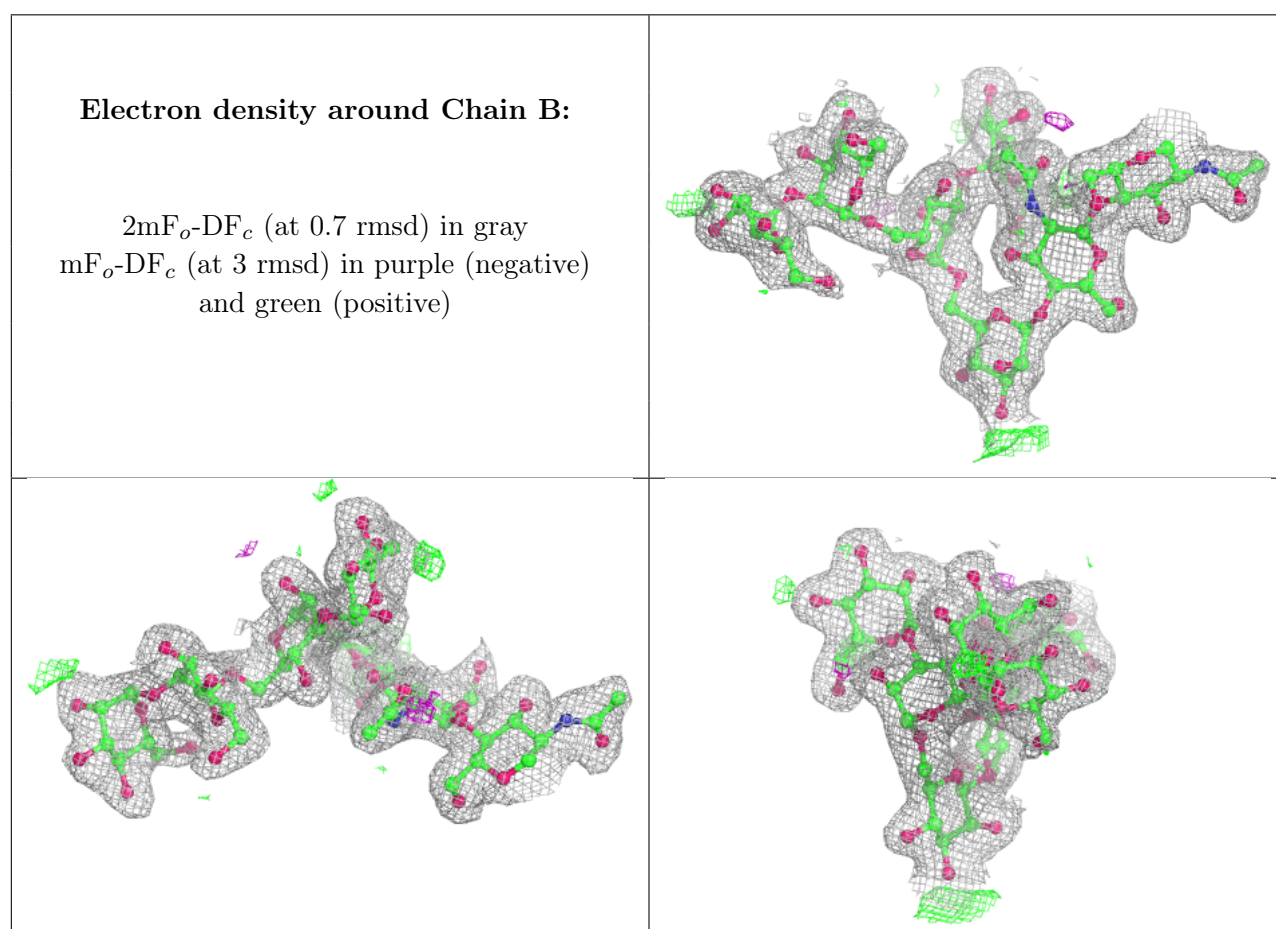 Electron density around Chain B:
2mFo-DFc (at 0.7 rmsd) in gray
mFo-DFc (at 3 rmsd) in purple (negative)
and green (positive)